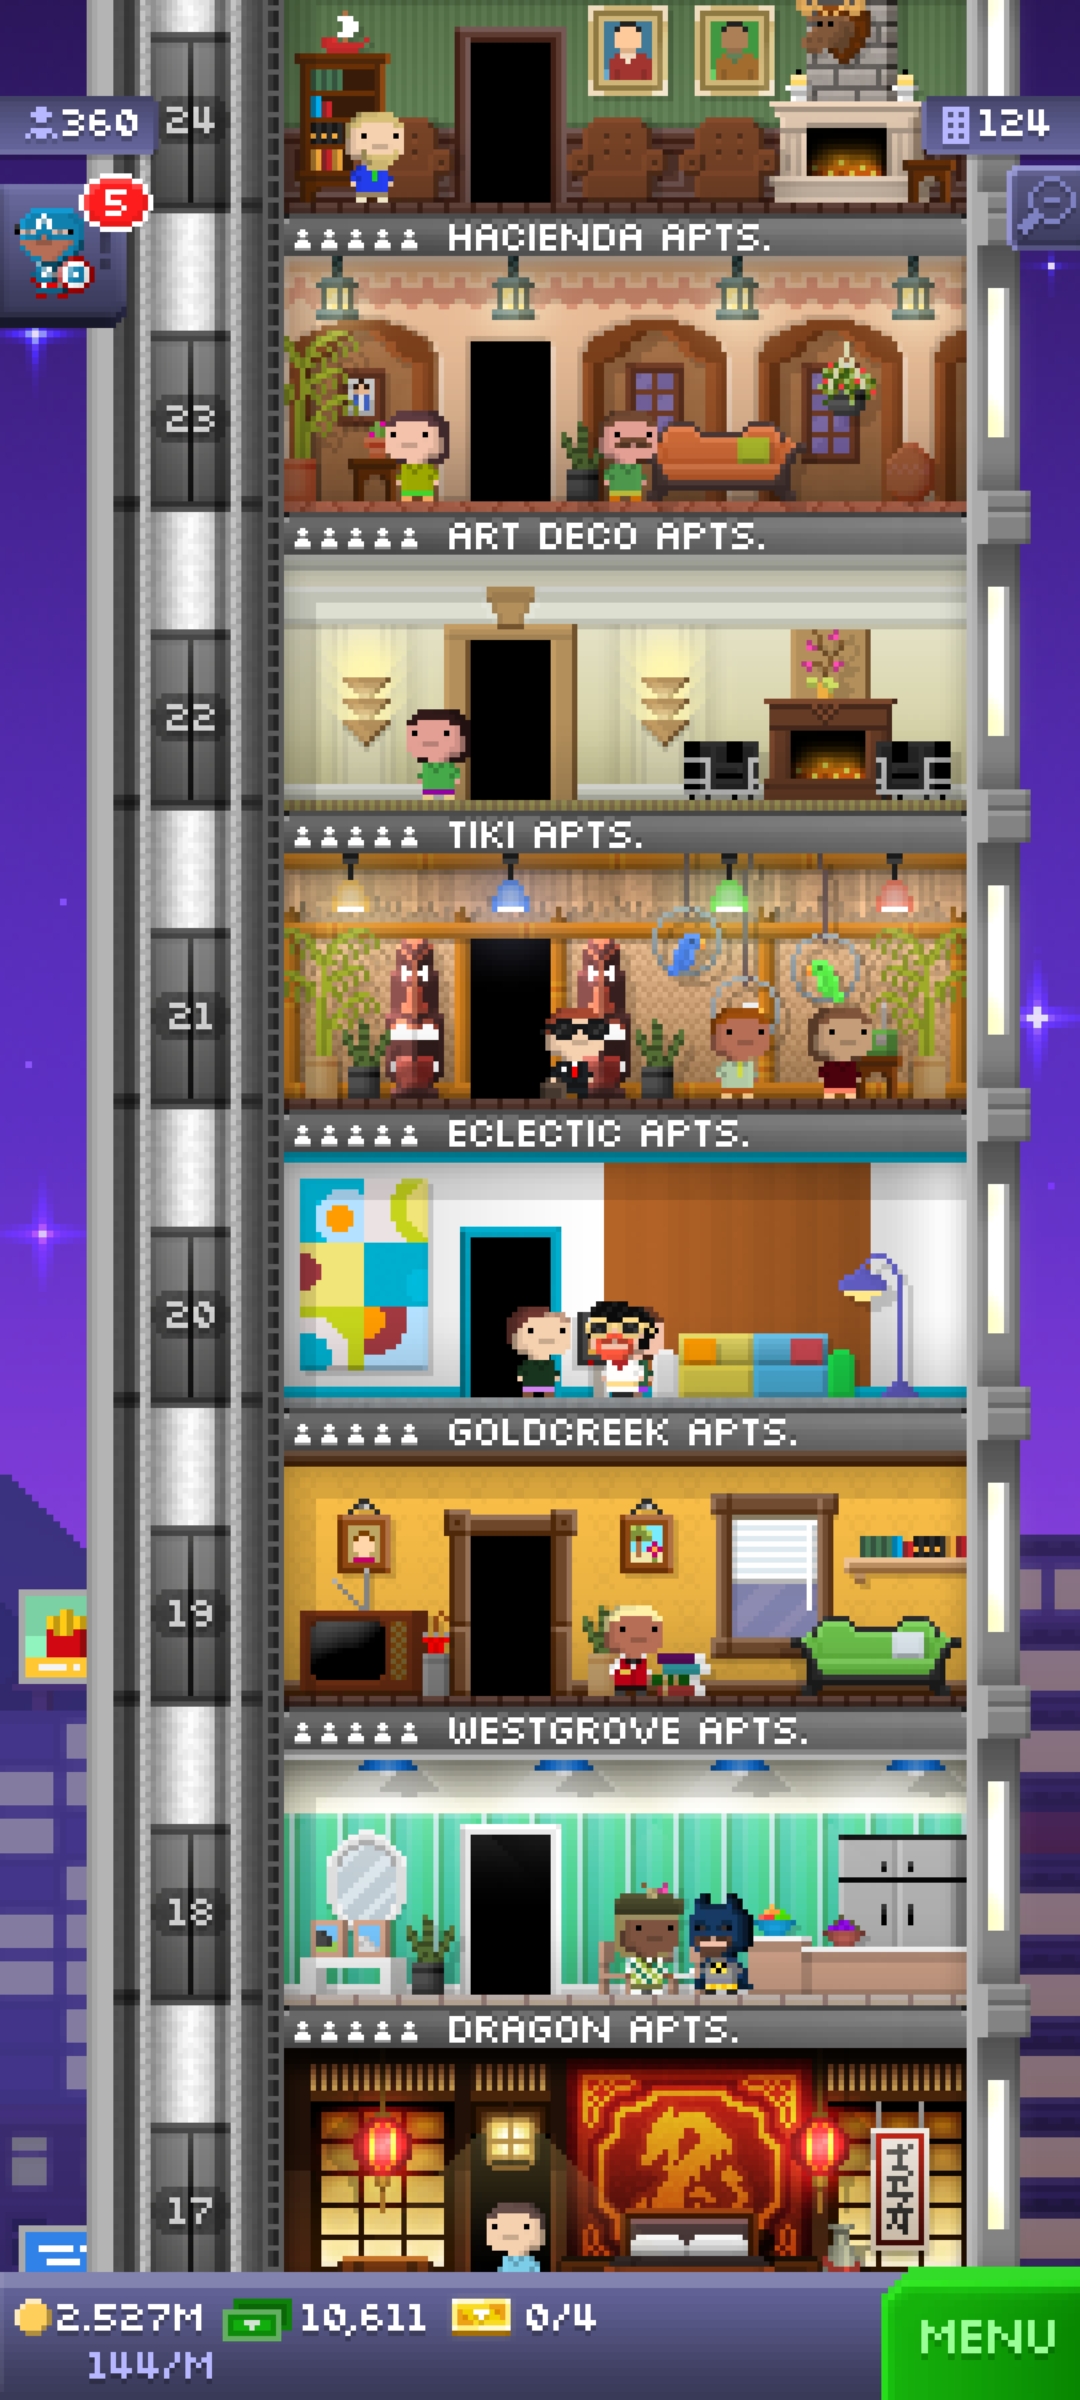 24
360
124
5
HACIENDA APTS.
23
ART DECO APTS.
22
TIKI APTS.
21
ECLECTIC APTS.
20
GOLDCREEK APTS.
19
WESTGROVE APTS.
18
DRAGON APTS.
17
2.527M 10,611 0/4
144/M
MENU